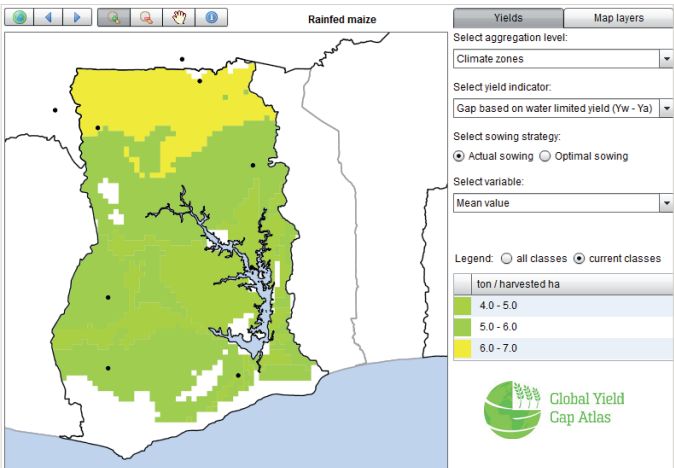 Rainfed maize
Yields
Map layers
Select aggregation level:
Climate zones
Select yield indicator:
Gap based on water limited yield (Yw - Ya)
Select sowing strategy:
Actual sowing
Optimal sowing
Select variable:
Mean value
Legend: all classes current classes
ton / harvested ha
4.0 - 5.0
5.0 - 6.0
6.0 - 7.0
Global Yield
Gap Atlas